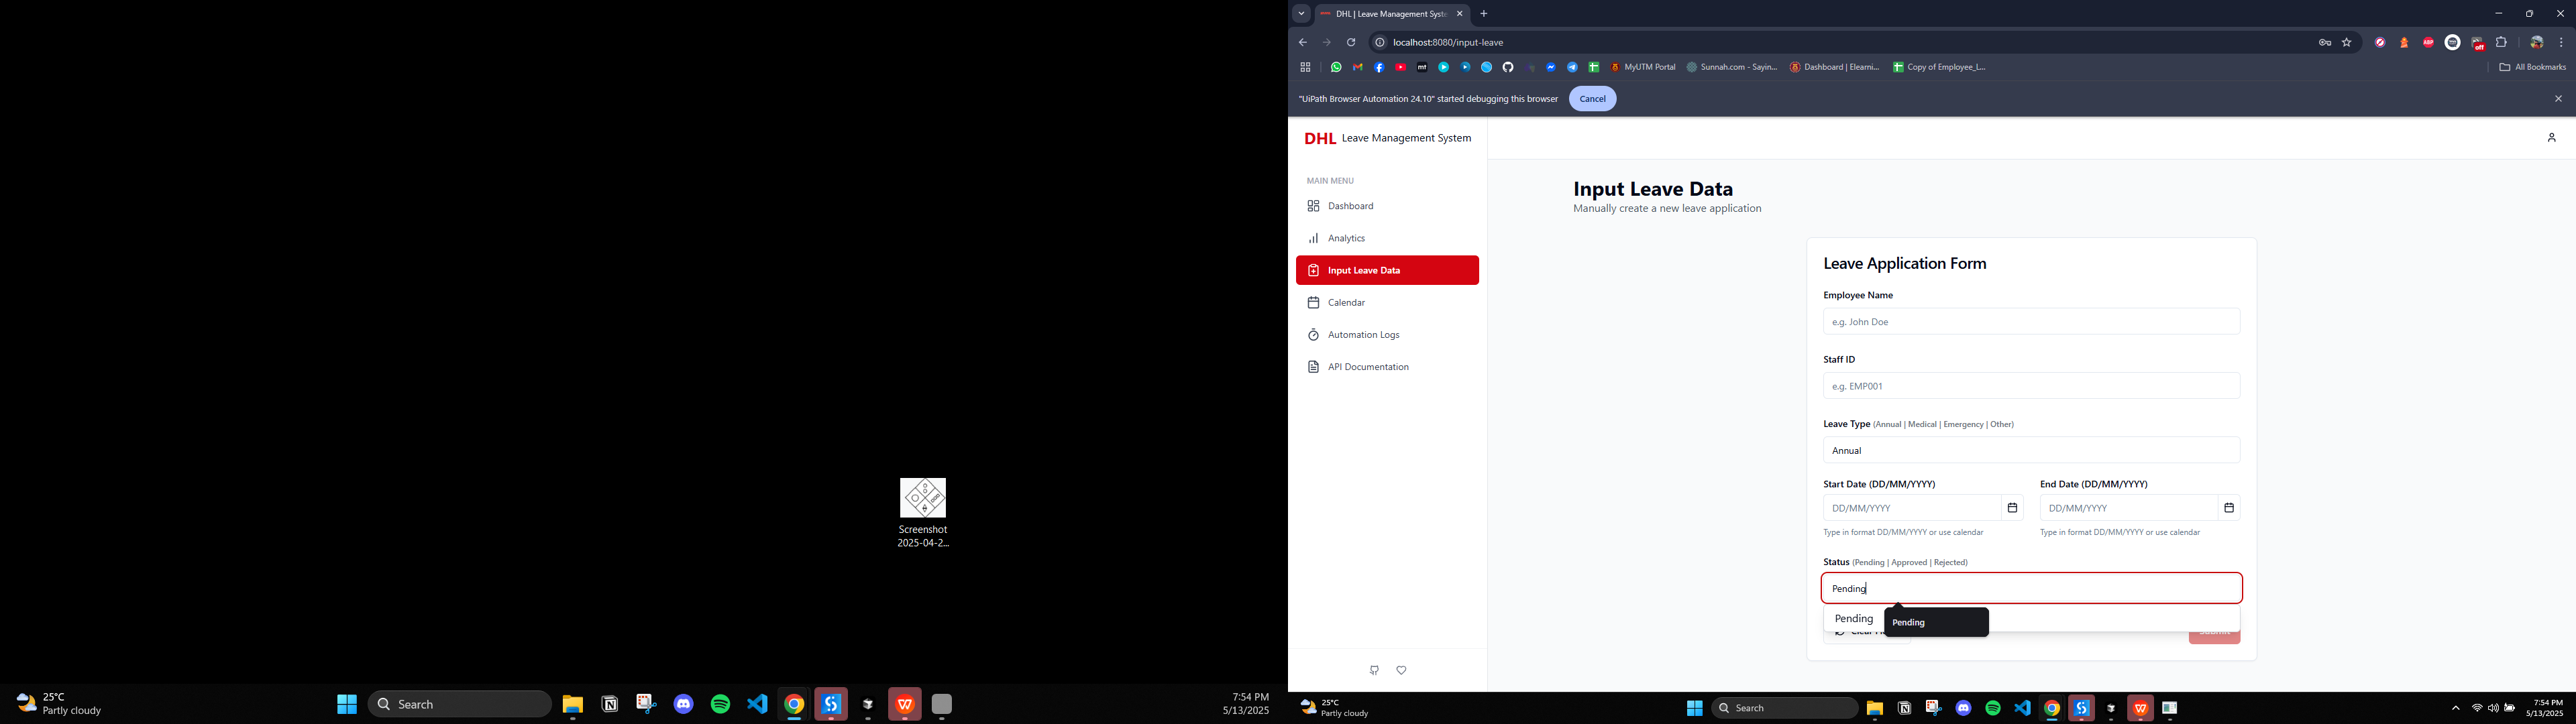 Screenshot
2025-04-2...
25°C
Partly cloudy
Search
7:54 PM
5/13/2025
DHL | Leave Management Syste
localhost:8080/input-leave
MyUTM Portal
Sunnah.com - Sayin...
Dashboard | Elearni...
Copy of Employee_L...
All Bookmarks
"UiPath Browser Automation 24.10" started debugging this browser
Cancel
DHL Leave Management System
MAIN MENU
Dashboard
Analytics
Input Leave Data
Calendar
Automation Logs
API Documentation
Input Leave Data
Manually create a new leave application
Leave Application Form
Employee Name
e.g. John Doe
Staff ID
e.g. EMP001
Leave Type (Annual | Medical | Emergency | Other)
Annual
Start Date (DD/MM/YYYY)
End Date (DD/MM/YYYY)
DD/MM/YYYY
DD/MM/YYYY
Type in format DD/MM/YYYY or use calendar
Type in format DD/MM/YYYY or use calendar
Status (Pending | Approved | Rejected)
Pending
Pending
Pending
25°C
Partly cloudy
Search
7:54 PM
5/13/2025